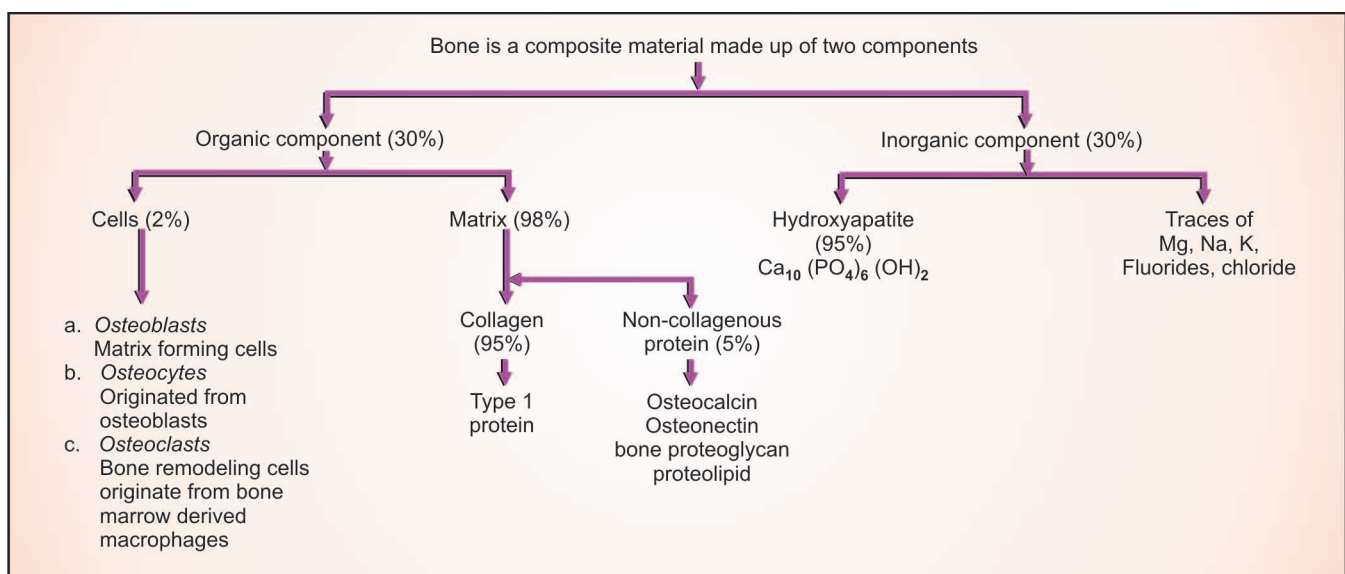 Bone is a composite material made up of two components
Organic component (30%)
Inorganic component (30%)
Cells (2%)
Matrix (98%)
Hydroxyapatite
(95%)
Ca₁₀ (PO₄)₆ (OH)₂
Traces of
Mg, Na, K,
Fluorides, chloride
a. Osteoblasts
Matrix forming cells
b. Osteocytes
Originated from
osteoblasts
c. Osteoclasts
Bone remodeling cells
originate from bone
marrow derived
macrophages
Collagen
(95%)
Type 1
protein
Non-collagenous
protein (5%)
Osteocalcin
Osteonectin
bone proteoglycan
proteolipid